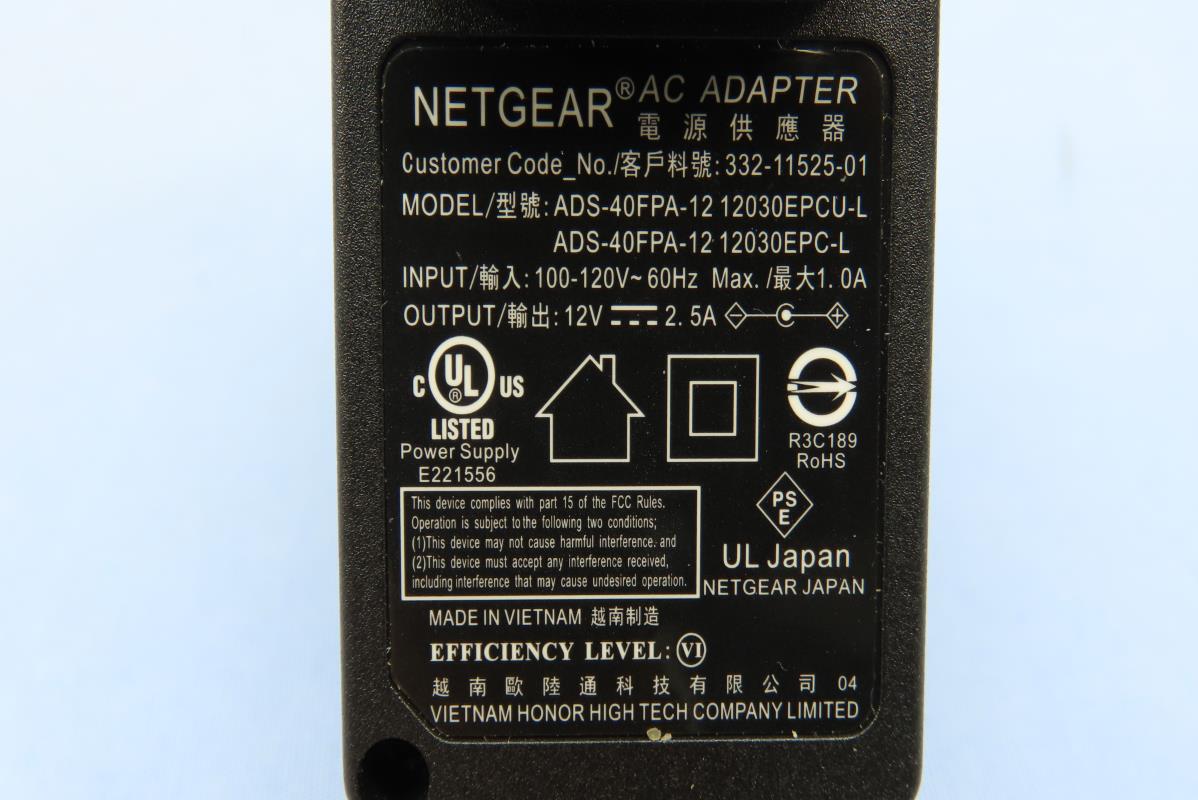 NETGEAR® AC ADAPTER
電源供應器
Customer Code_No./客戶料號: 332-11525-01
MODEL/型號: ADS-40FPA-12 12030EPCU-L
ADS-40FPA-12 12030EPC-L
INPUT/輸入: 100-120V~ 60Hz Max. /最大1. 0A
OUTPUT/輸出: 12V 2. 5A
C UL® US
LISTED
Power Supply
E221556
R3C189
RoHS
This device complies with part 15 of the FCC Rules.
Operation is subject to the following two conditions;
(1)This device may not cause harmful interference. and
(2)This device must accept any interference received,
including interference that may cause undesired operation.
PS
E
UL Japan
NETGEAR JAPAN
MADE IN VIETNAM 越南制造
EFFICIENCY LEVEL: VI
越南歐陸通科技有限公司 04
VIETNAM HONOR HIGH TECH COMPANY LIMITED